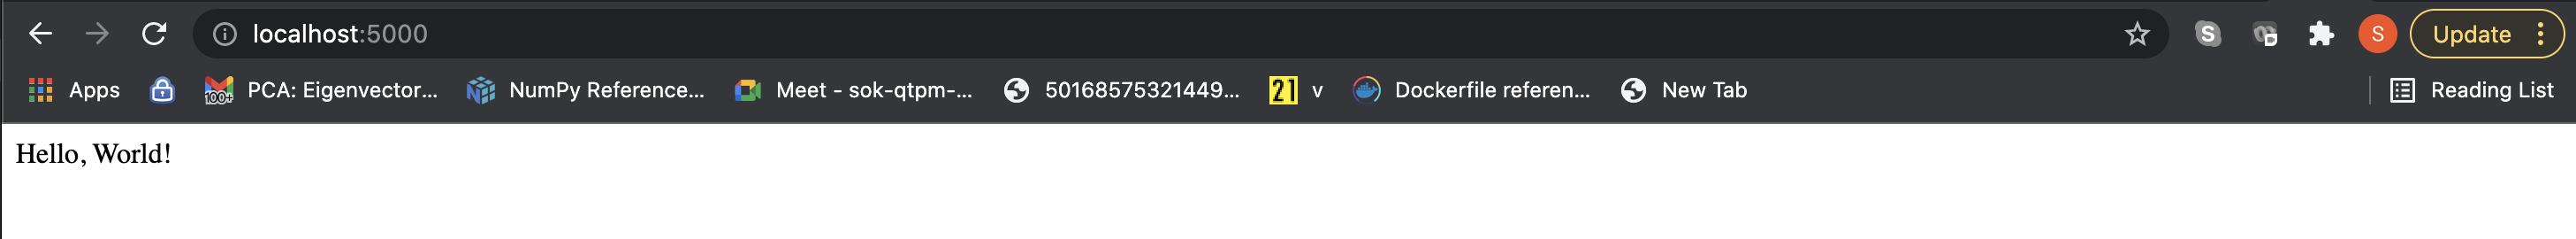 localhost:5000 S S Update
Apps 100+ PCA: Eigenvector... NumPy Reference... Meet - sok-qtpm-... 50168575321449... 21 v Dockerfile referen... New Tab Reading List
Hello, World!